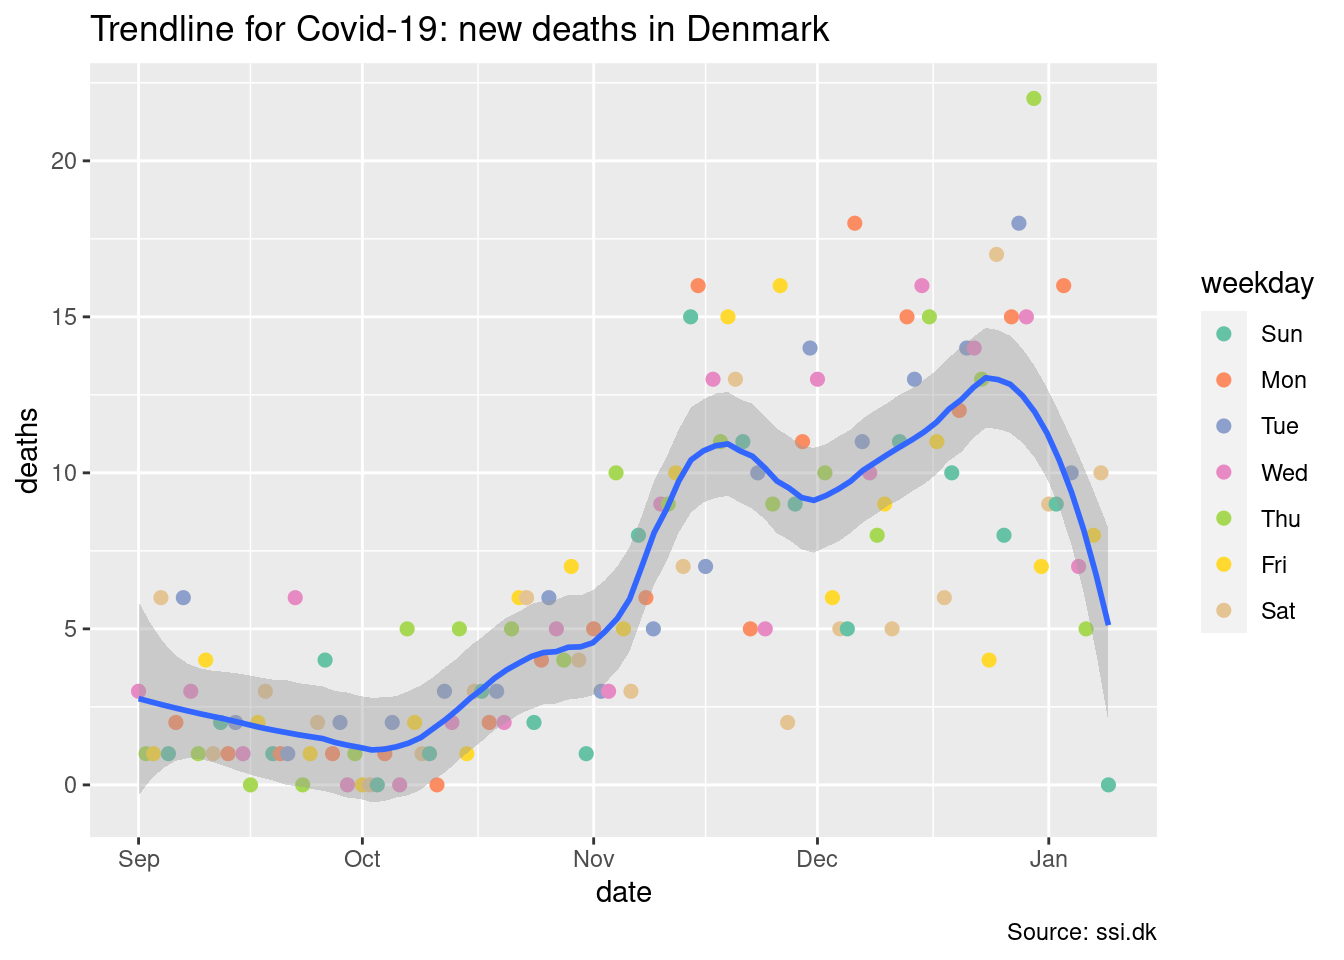 Trendline for Covid-19: new deaths in Denmark
deaths
20
15
10
5
0
Sep Oct Nov Dec Jan
date
weekday
Sun
Mon
Tue
Wed
Thu
Fri
Sat
Source: ssi.dk